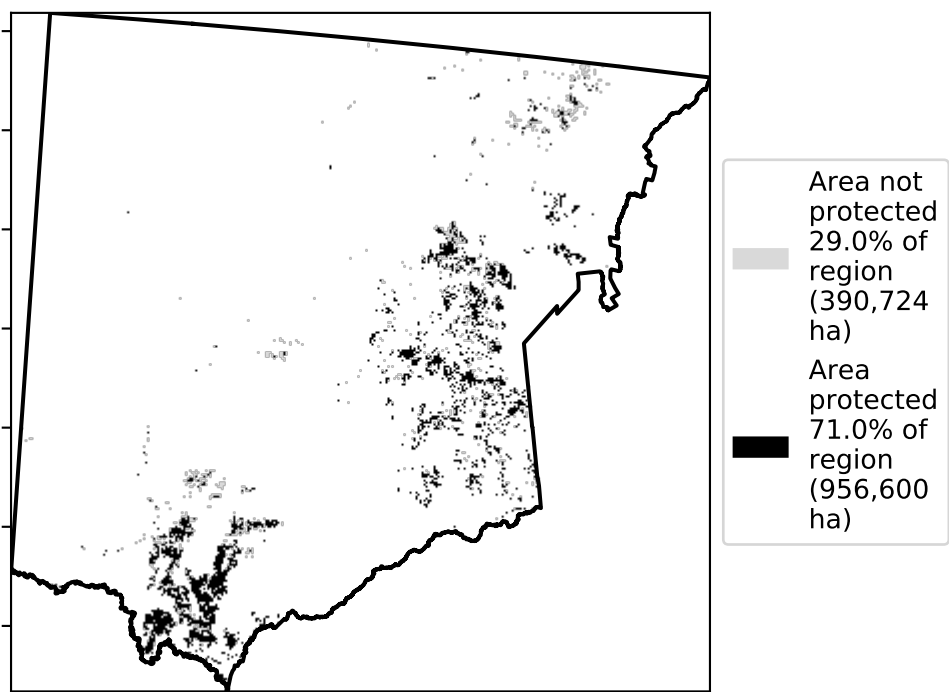 Area not
protected
29.0% of
region
(390,724
ha)
Area
protected
71.0% of
region
(956,600
ha)